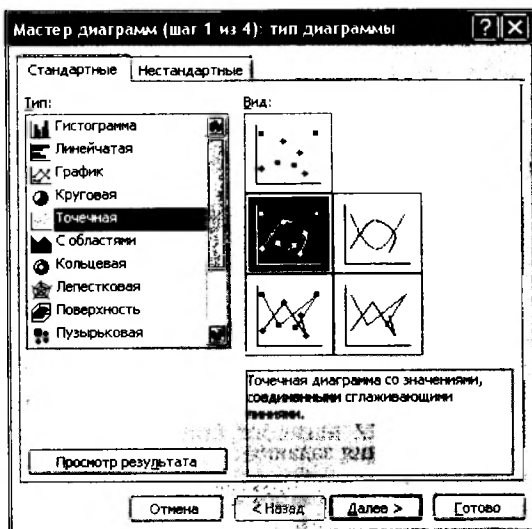 Мастер диаграмм (шаг 1 из 4): тип диаграммы
Стандартные Нестандартные
Тип:
Вид:
Гистограмма
Линейчатая
График
Круговая
Точечная
С областями
Кольцевая
Лепестковая
Поверхность
Пузырьковая
Точечная диаграмма со значениями,
соединенными сглаживающими
линиями.
Просмотр результата
Отмена < Назад Далее > Готово